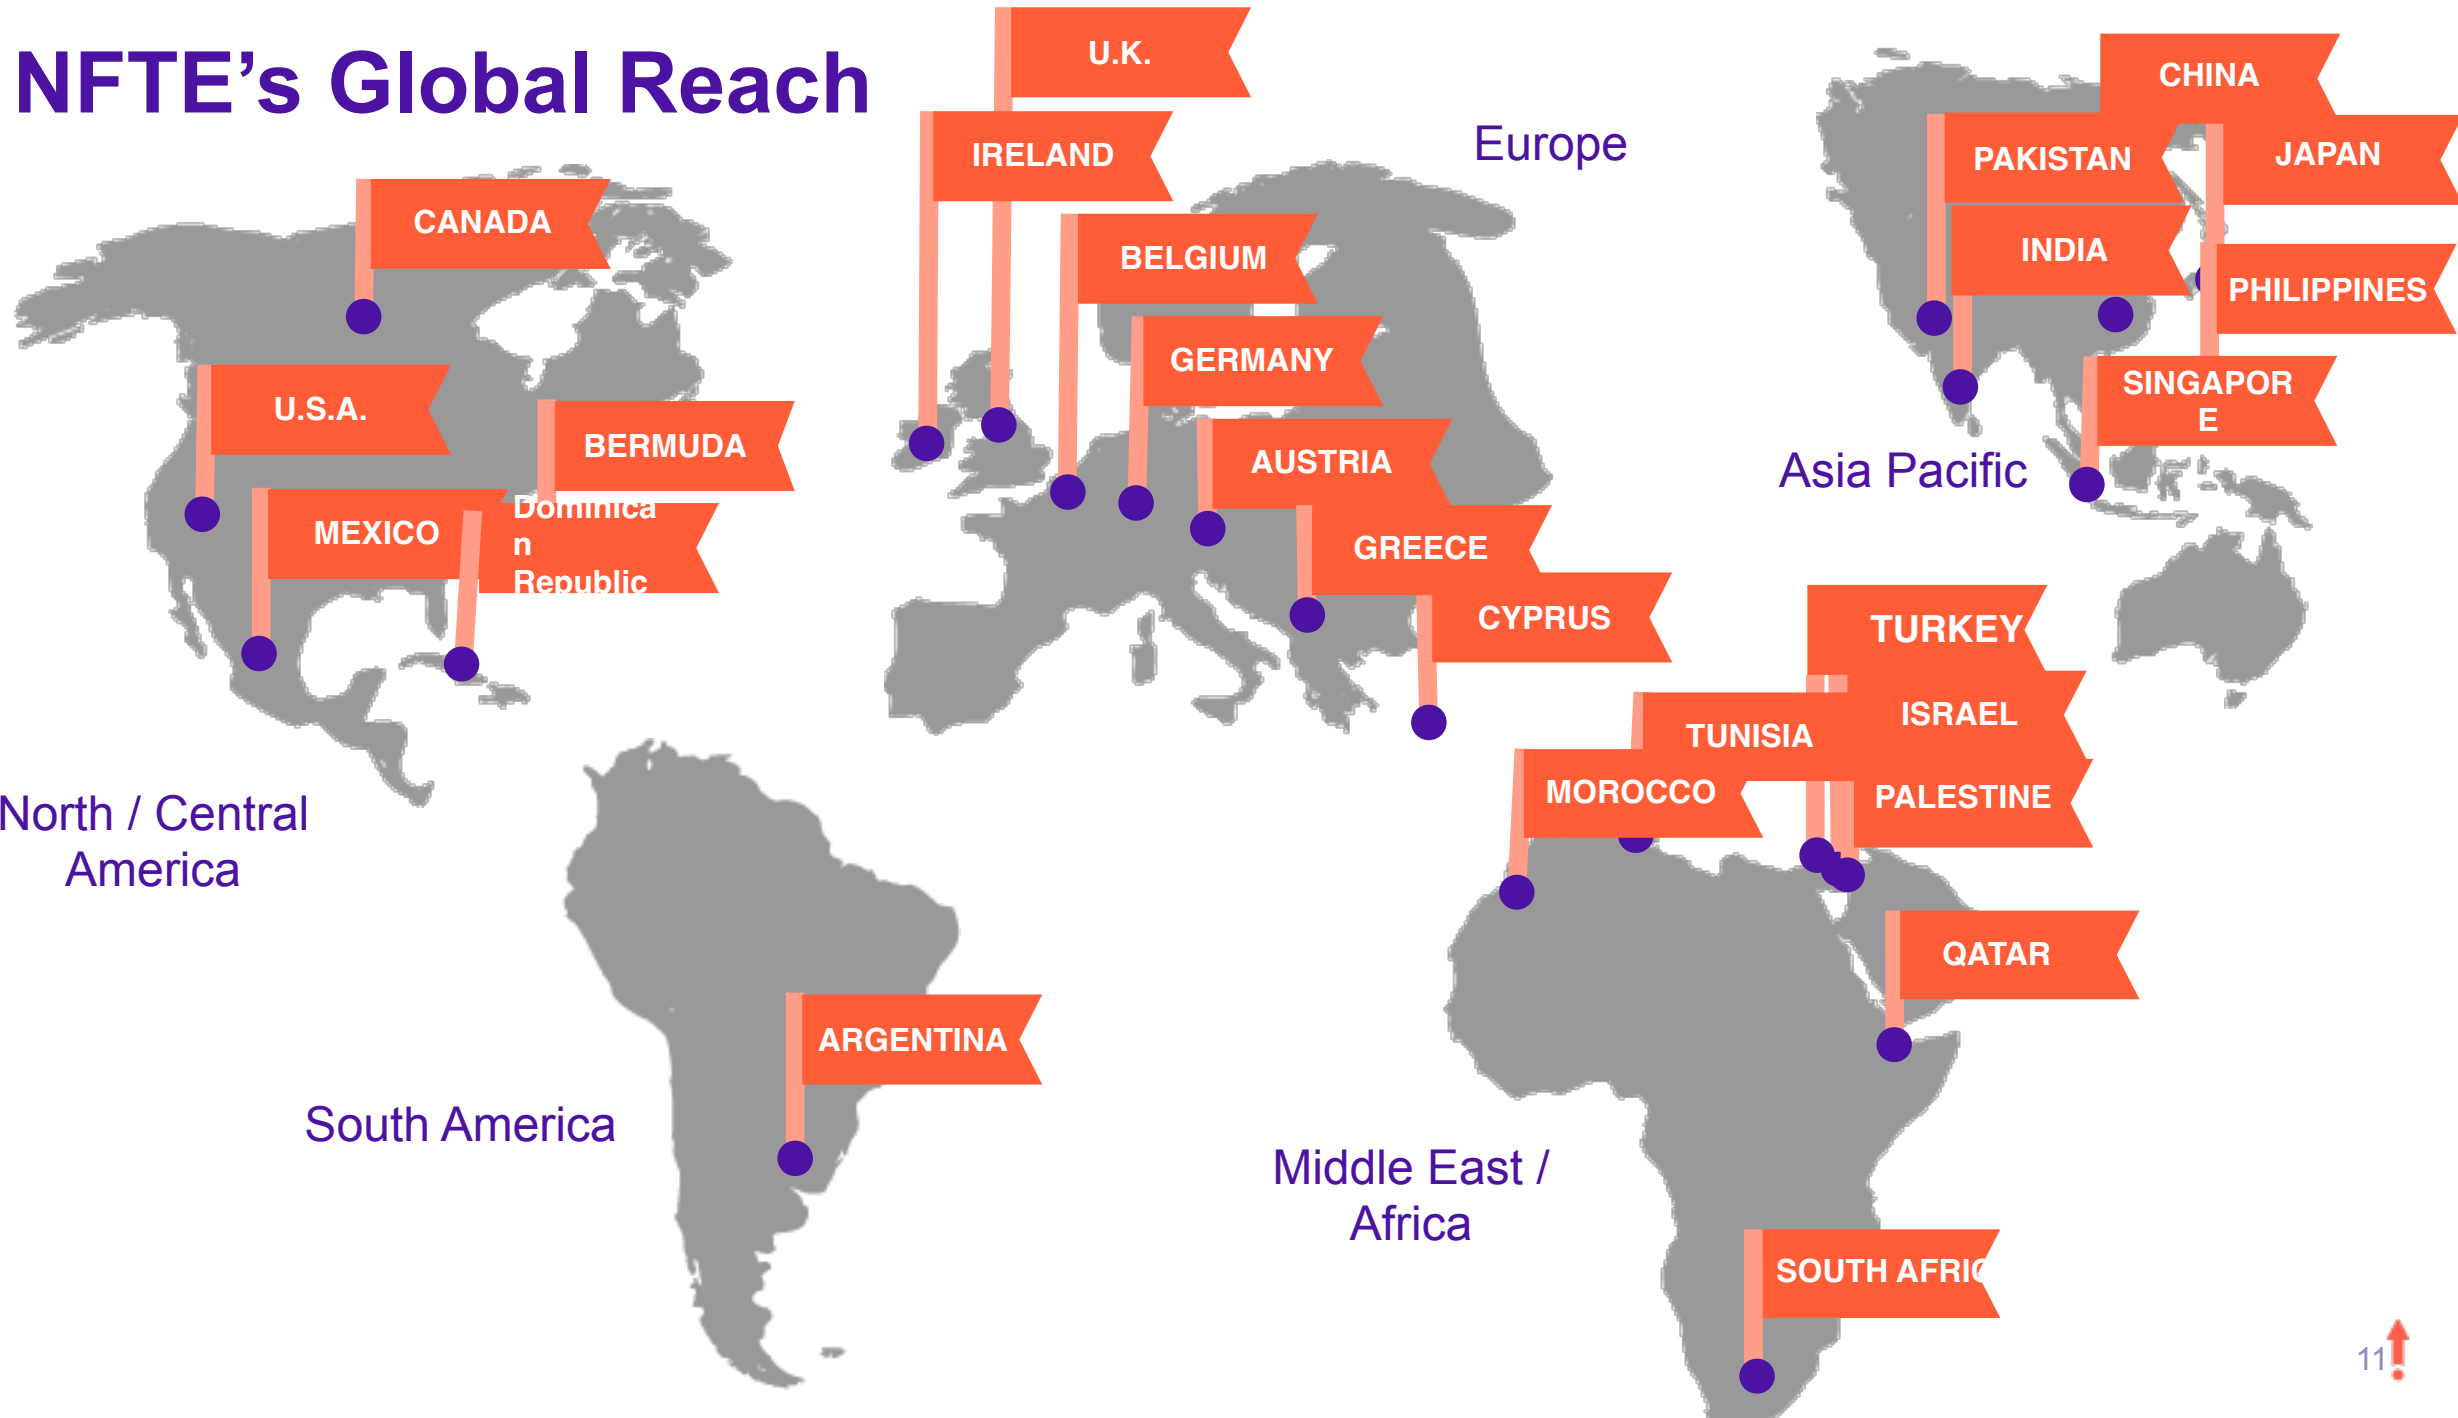 NFTE’s Global Reach
U.K.
CHINA
IRELAND
Europe
PAKISTAN
JAPAN
CANADA
BELGIUM
INDIA
PHILIPPINES
GERMANY
SINGAPOR
E
U.S.A.
BERMUDA
AUSTRIA
Asia Pacific
MEXICO
Dominica
n
Republic
GREECE
CYPRUS
TURKEY
ISRAEL
TUNISIA
MOROCCO
PALESTINE
North / Central
America
QATAR
ARGENTINA
South America
Middle East /
Africa
SOUTH AFRIC
11